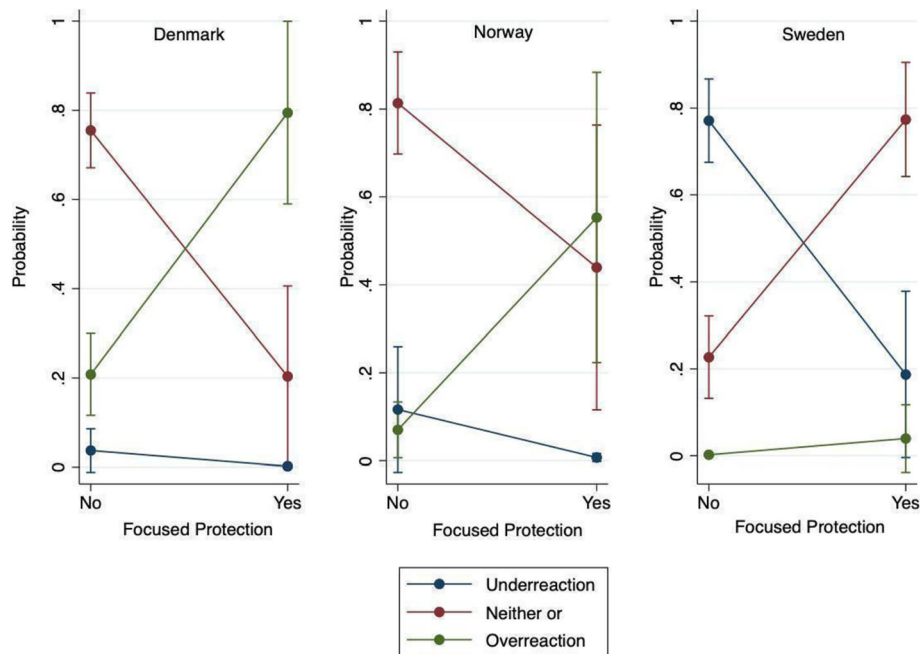 Denmark
Norway
Sweden
Probability
0
.2
.4
.6
.8
1
No
Yes
Focused Protection
Probability
0
.2
.4
.6
.8
1
No
Yes
Focused Protection
Probability
0
.2
.4
.6
.8
1
No
Yes
Focused Protection
Underreaction
Neither or
Overreaction